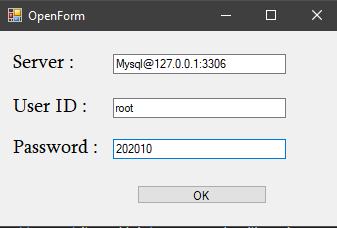 OpenForm
Server : Mysql@127.0.0.1:3306
User ID : root
Password : 202010
OK